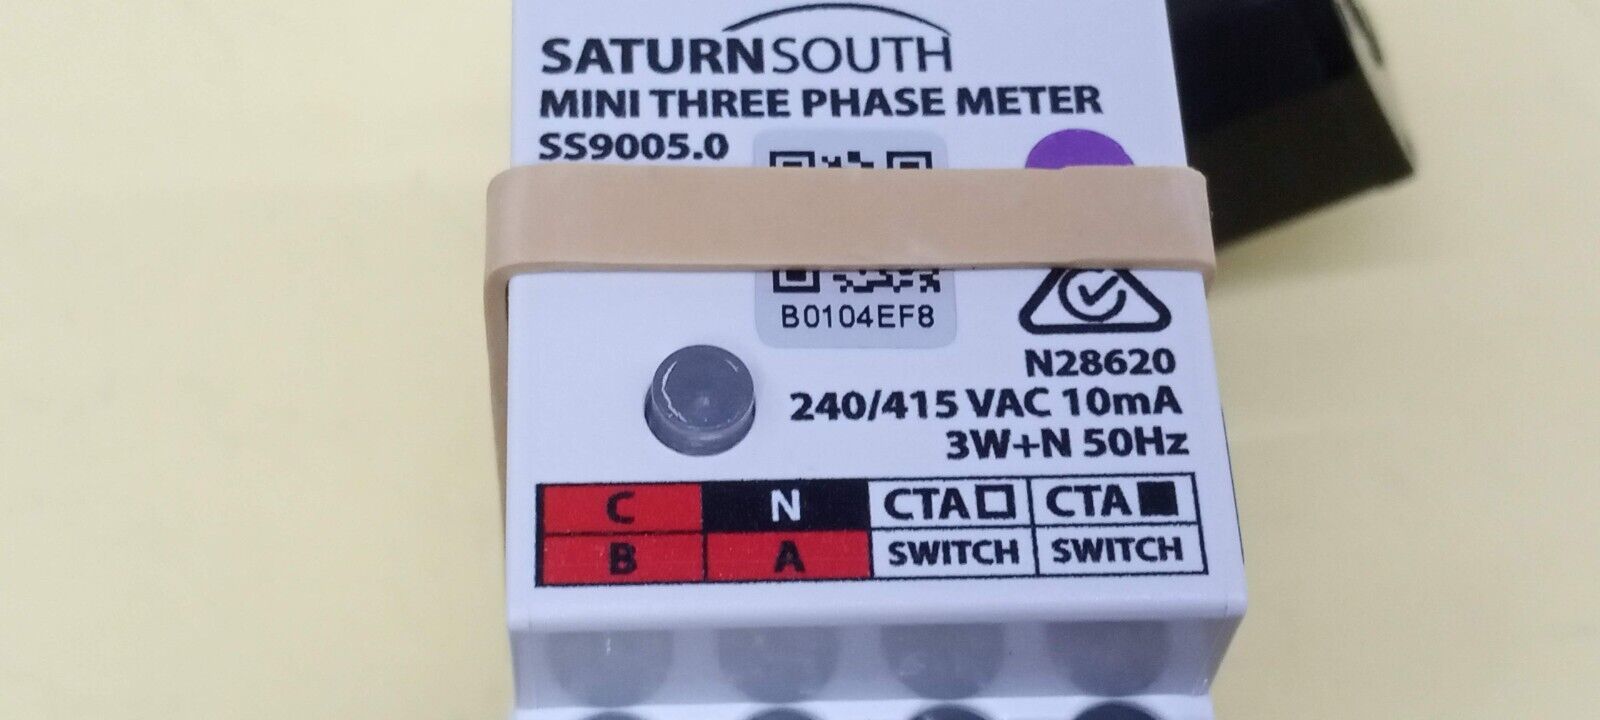 SATURNSOUTH
MINI THREE PHASE METER
SS9005.0
B0104EF8
N28620
240/415 VAC 10mA
3W+N 50Hz
C N CTA□ CTA■
B A SWITCH SWITCH